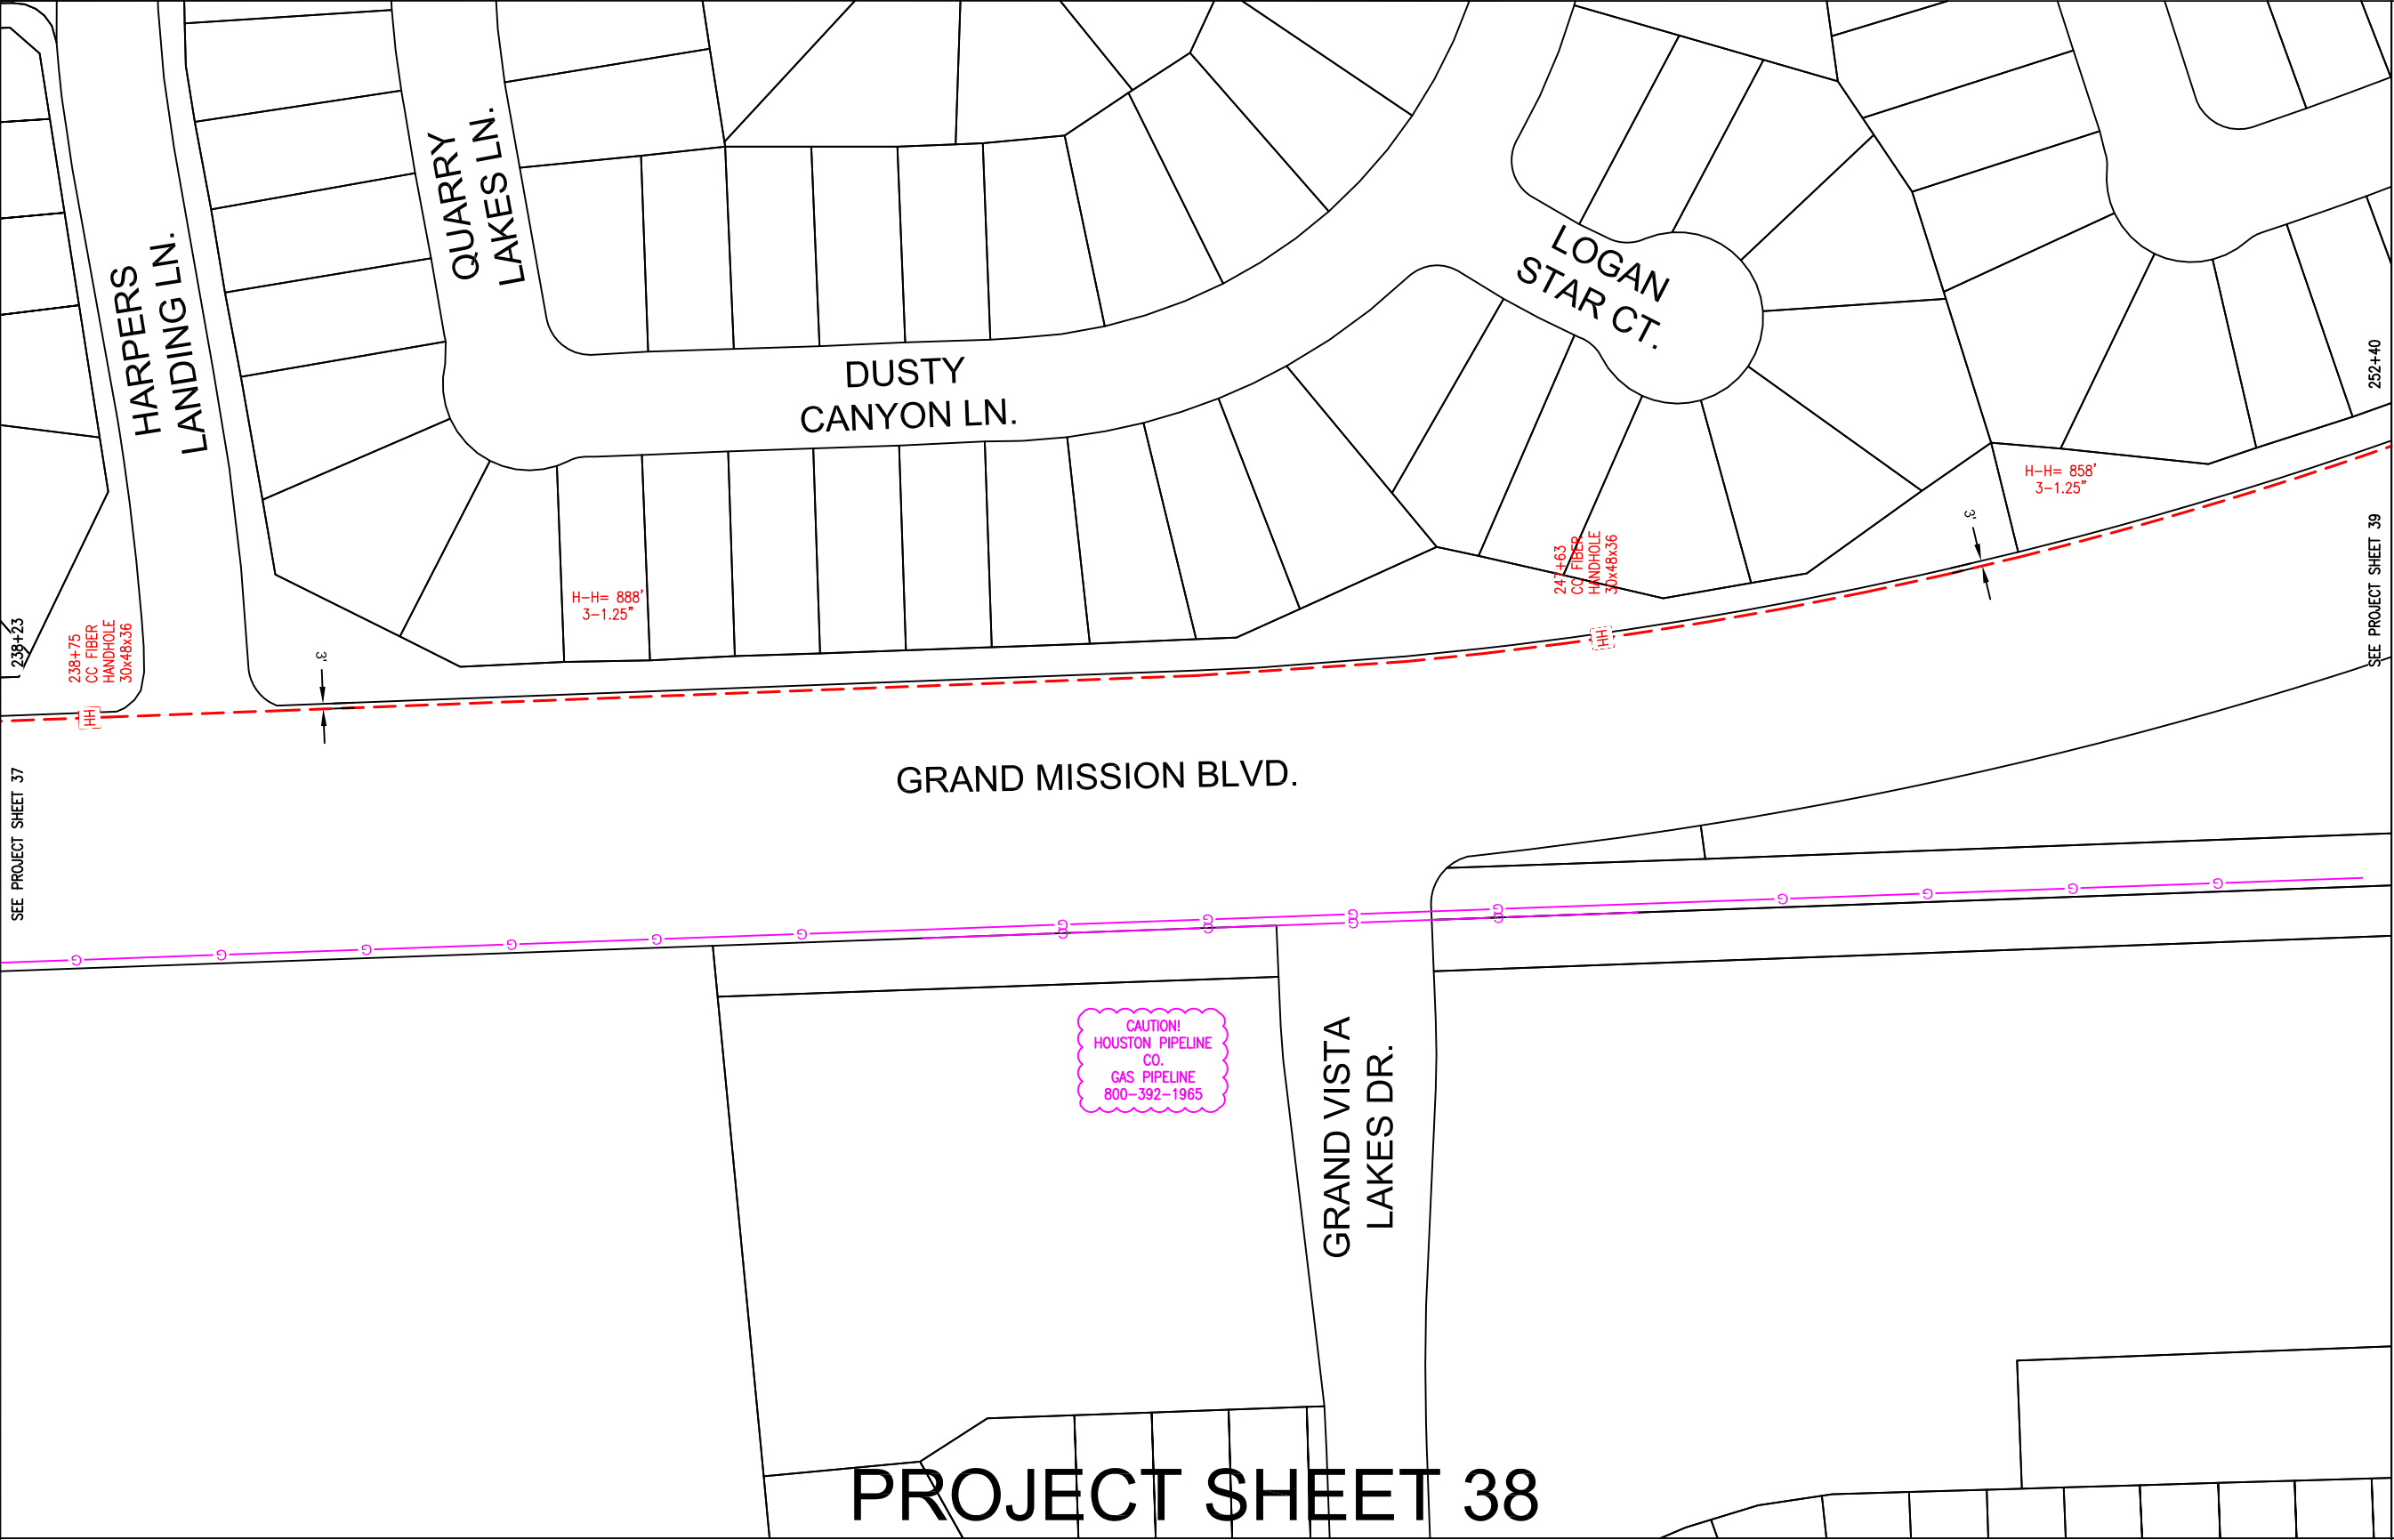 QUARRY
LAKES LN.
HARPERS
LANDING LN.
LOGAN
STAR CT.
DUSTY
CANYON LN.
252+40
H-H= 858'
3-1.25"
3'
SEE PROJECT SHEET 39
247+63
CC FIBER
HANDHOLE
30x48x36
H-H= 888'
3-1.25"
238+23
238+75
CC FIBER
HANDHOLE
30x48x36
3'
HH
HH
GRAND MISSION BLVD.
SEE PROJECT SHEET 37
G G G G G G G G G G G G G G
G G G G
CAUTION!
HOUSTON PIPELINE
CO.
GAS PIPELINE
800-392-1965
GRAND VISTA
LAKES DR.
PROJECT SHEET 38